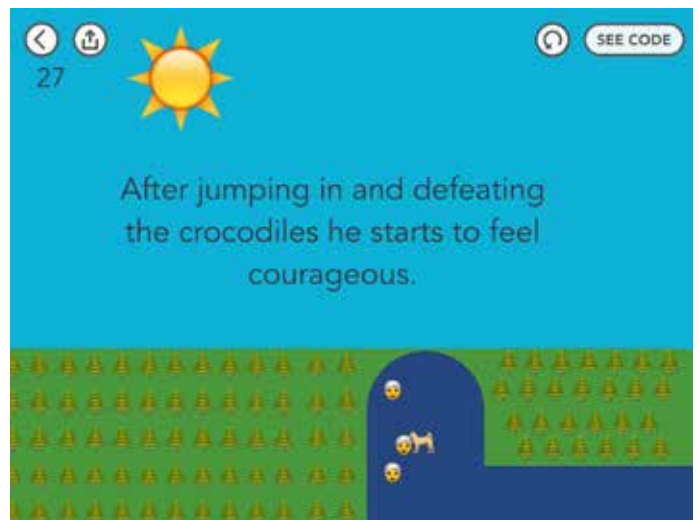 SEE CODE
27
After jumping in and defeating
the crocodiles he starts to feel
courageous.